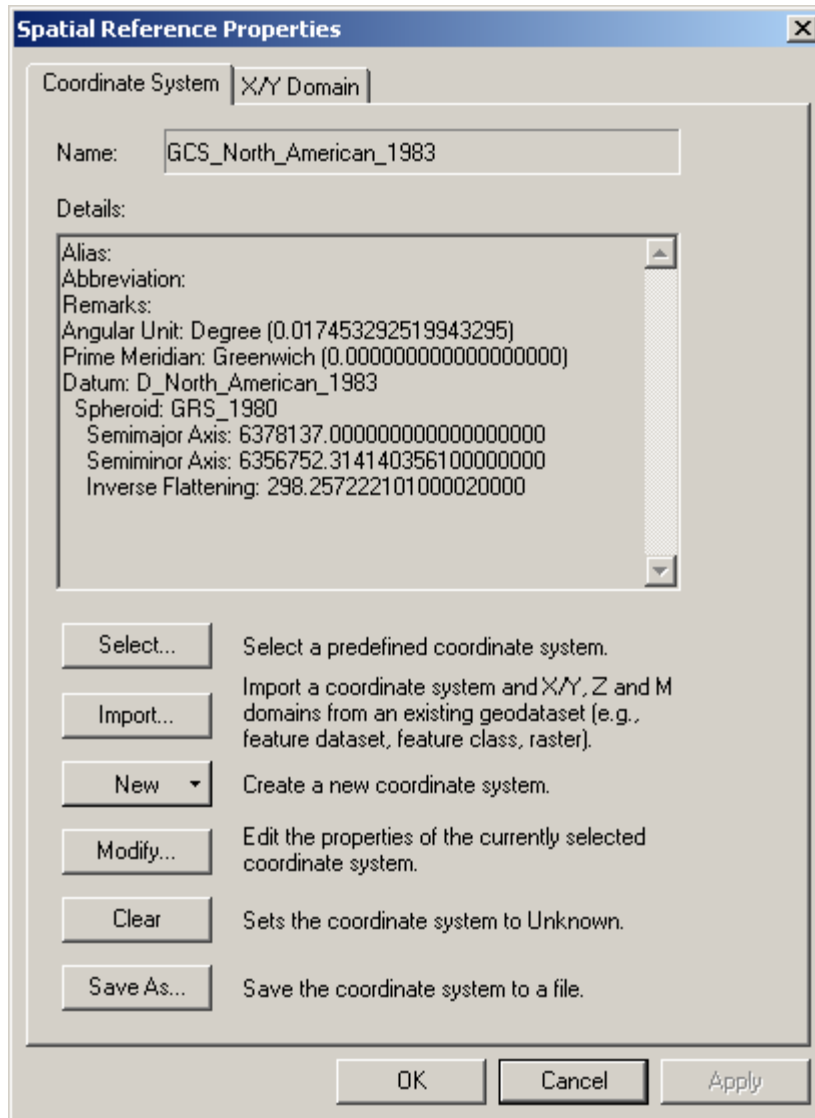 Spatial Reference Properties
Coordinate System
X/Y Domain
Name:
GCS_North_American_1983
Details:
Alias:
Abbreviation:
Remarks:
Angular Unit: Degree (0.017453292519943295)
Prime Meridian: Greenwich (0.000000000000000000)
Datum: D_North_American_1983
Spheroid: GRS_1980
Semimajor Axis: 6378137.000000000000000000
Semiminor Axis: 6356752.314140356100000000
Inverse Flattening: 298.257222101000020000
Select...
Select a predefined coordinate system.
Import...
Import a coordinate system and X/Y, Z and M
domains from an existing geodataset (e.g.,
feature dataset, feature class, raster).
New
Create a new coordinate system.
Modify...
Edit the properties of the currently selected
coordinate system.
Clear
Sets the coordinate system to Unknown.
Save As...
Save the coordinate system to a file.
OK
Cancel
Apply